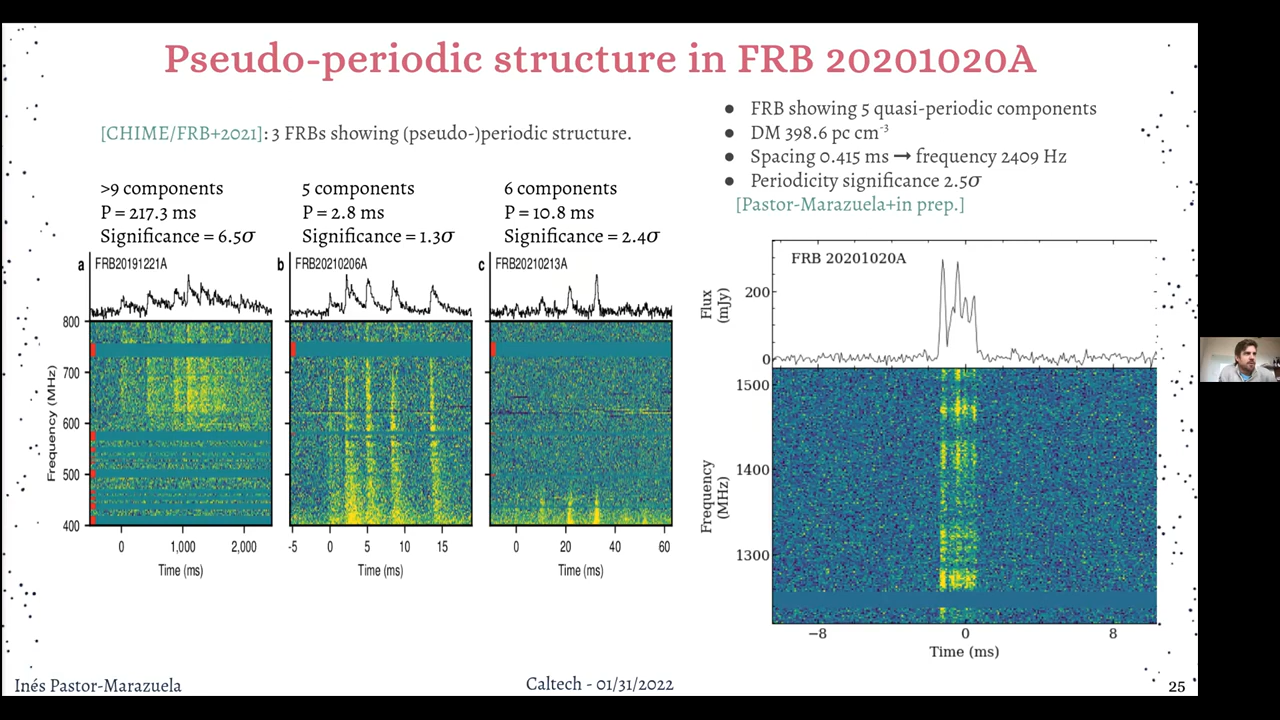 Pseudo-periodic structure in FRB 20201020A
[CHIME/FRB+2021]: 3 FRBs showing (pseudo-)periodic structure.
>9 components
P = 217.3 ms
Significance = 6.5σ
5 components
P = 2.8 ms
Significance = 1.3σ
6 components
P = 10.8 ms
Significance = 2.4σ
a FRB20191221A
b FRB20210206A
c FRB20210213A
800
700
600
500
400
Frequency (MHz)
0 1,000 2,000
Time (ms)
-5 0 5 10 15
Time (ms)
0 20 40 60
Time (ms)
● FRB showing 5 quasi-periodic components
● DM 398.6 pc cm⁻³
● Spacing 0.415 ms → frequency 2409 Hz
● Periodicity significance 2.5σ
[Pastor-Marazuela+in prep.]
FRB 20201020A
Flux
(mJy)
200
0
1500
1400
1300
Frequency
(MHz)
−8 0 8
Time (ms)
Inés Pastor-Marazuela
Caltech - 01/31/2022
25